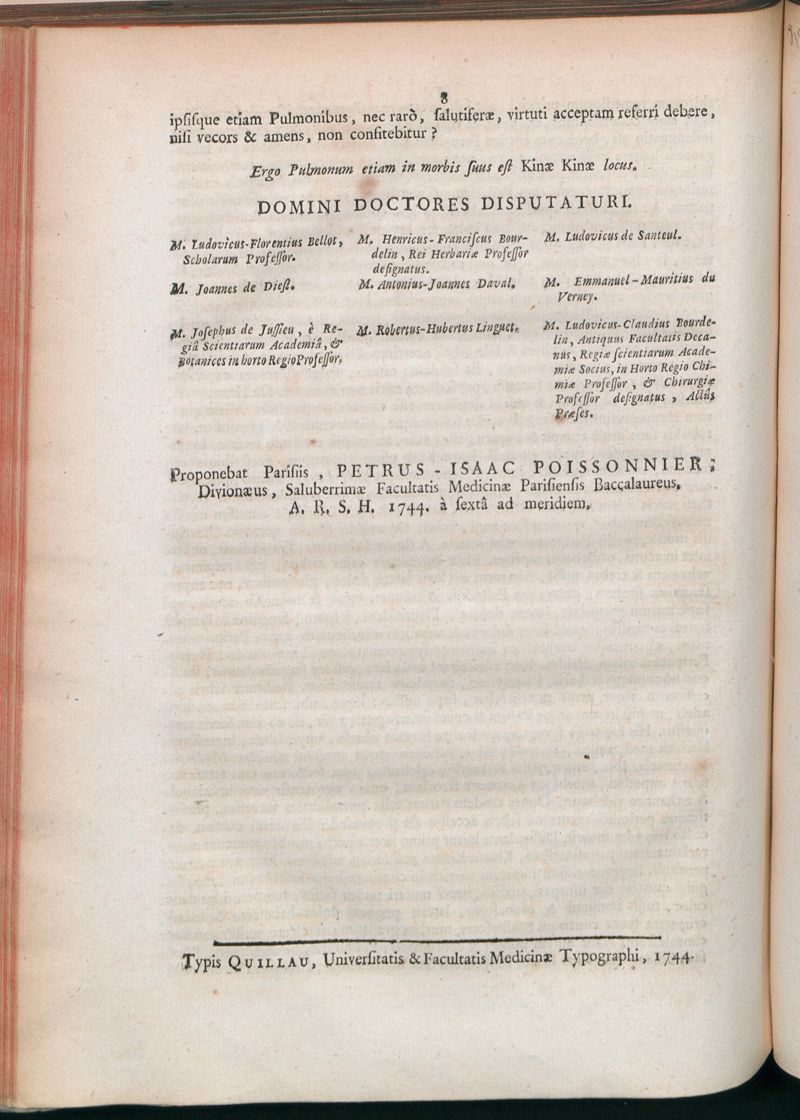 8
ipsisque etiam Pulmonibus, nec rarò, salutiferæ, virtuti acceptam referri debere,
nisi vecors & amens, non confitebitur ?
Ergo Pulmonum etiam in morbis suus est Kinæ Kinæ locus.
DOMINI DOCTORES DISPUTATURI.
M. Ludovicus-Florentius Bellot,
Scholarum Professor.
M. Henricus-Franciscus Bour-
delin, Rei Herbariæ Professor
designatus.
M. Ludovicus de Santeul.
M. Joannes de Diest.
M. Antonius-Joannes Daval.
M. Emmanuel-Mauritius du
Verney.
M. Josephus de Jussieu, è Re-
giâ Scientiarum Academiâ, &
Botanices in horto Regio Professor.
M. Robertus-Hubertus Linguet.
M. Ludovicus-Claudius Bourde-
lin, Antiquus Facultatis Deca-
nus, Regiæ scientiarum Acade-
miæ Socius, in Horto Regio Chi-
miæ Professor, & Chirurgiæ
Professor designatus, Actûs
Præses.
Proponebat Parisiis, PETRUS-ISAAC POISSONNIER;
Divionæus, Saluberrimæ Facultatis Medicinæ Parisiensis Baccalaureus,
A. R. S. H. 1744. à sextâ ad meridiem.
Typis QUILLAU, Universitatis & Facultatis Medicinæ Typographi, 1744.